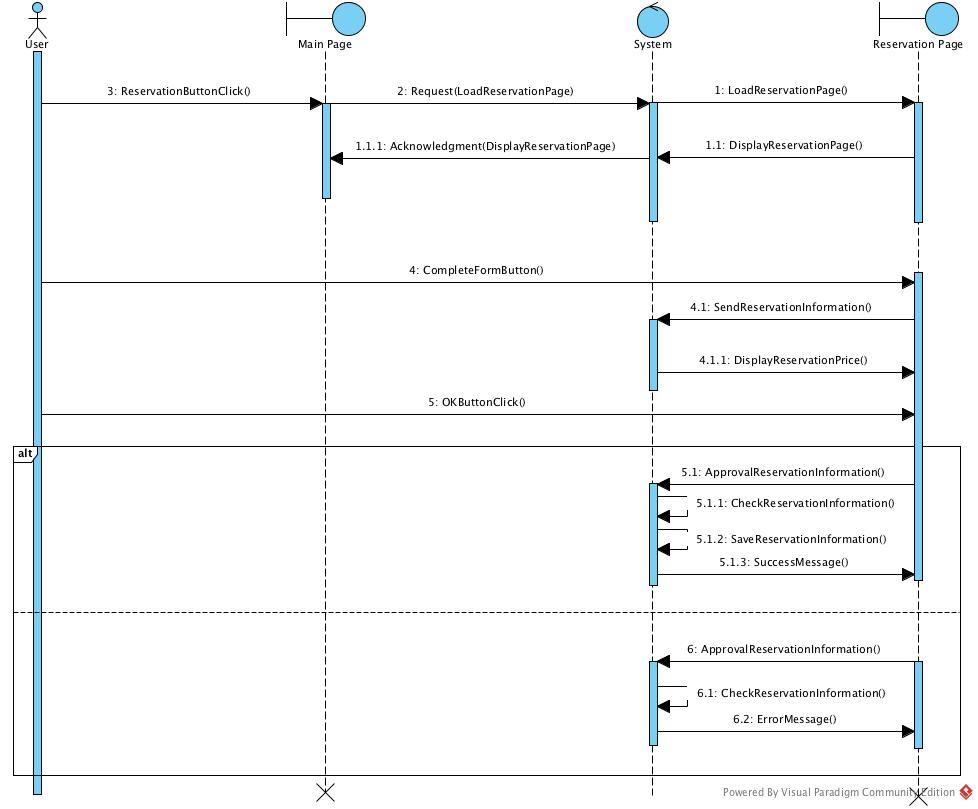 User
Main Page
System
Reservation Page
3: ReservationButtonClick()
2: Request(LoadReservationPage)
1: LoadReservationPage()
1.1.1: Acknowledgment(DisplayReservationPage)
1.1: DisplayReservationPage()
4: CompleteFormButton()
4.1: SendReservationInformation()
4.1.1: DisplayReservationPrice()
5: OKButtonClick()
alt
5.1: ApprovalReservationInformation()
5.1.1: CheckReservationInformation()
5.1.2: SaveReservationInformation()
5.1.3: SuccessMessage()
6: ApprovalReservationInformation()
6.1: CheckReservationInformation()
6.2: ErrorMessage()
Powered By Visual Paradigm Community Edition